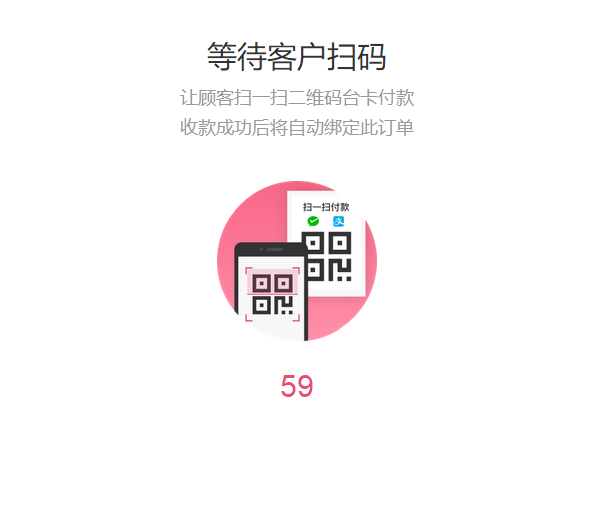 等待客户扫码
让顾客扫一扫二维码台卡付款
收款成功后将自动绑定此订单
扫一扫付款
支
59